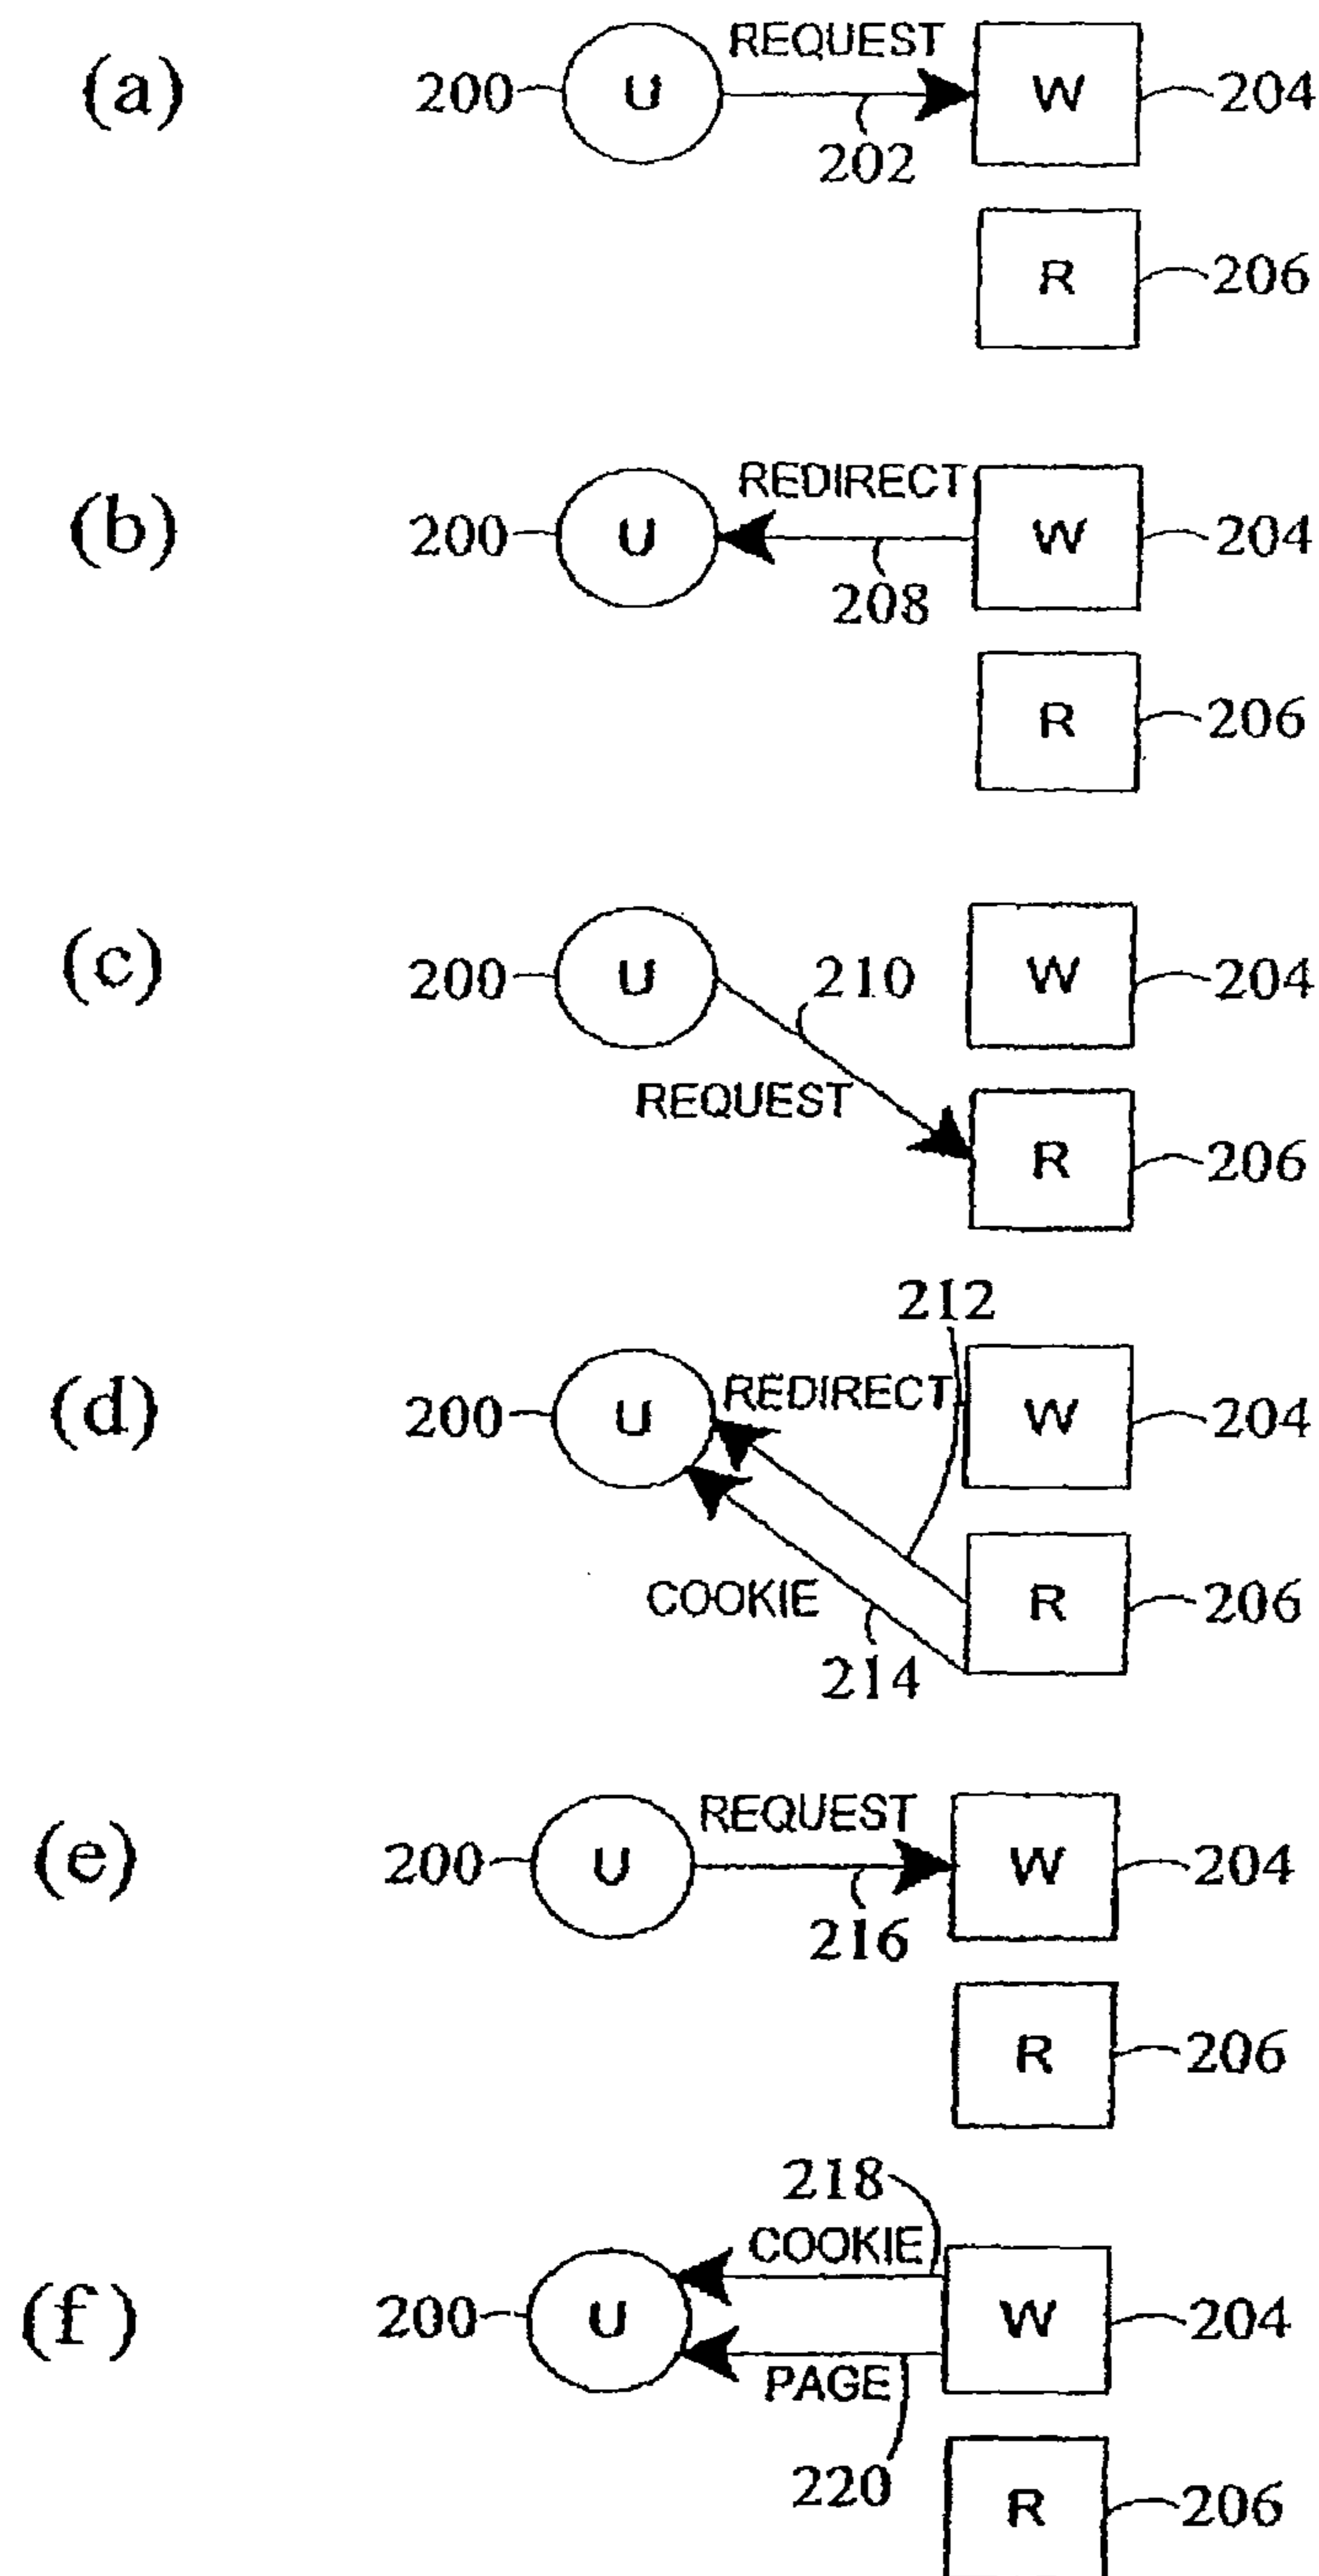 (a)
REQUEST
200 U W 204
202
R 206
(b)
REDIRECT
200 U W 204
208
R 206
(c)
200 U 210 W 204
REQUEST
R 206
212
(d)
REDIRECT
200 U W 204
COOKIE
R 206
214
(e)
REQUEST
200 U W 204
216
R 206
218
COOKIE
(f)
200 U W 204
PAGE
220
R 206